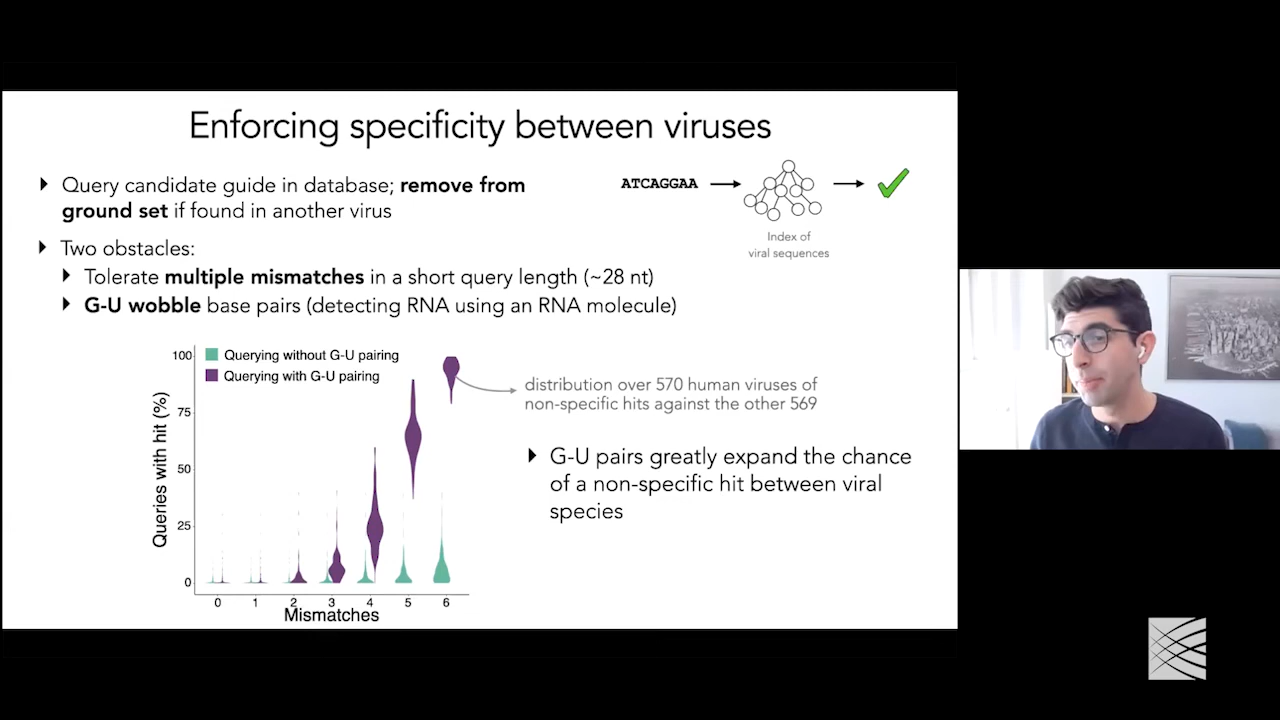 Enforcing specificity between viruses
Query candidate guide in database; remove from
ground set if found in another virus
ATCAGGAA
Index of
viral sequences
Two obstacles:
Tolerate multiple mismatches in a short query length (~28 nt)
G-U wobble base pairs (detecting RNA using an RNA molecule)
Queries with hit (%)
100
75
50
25
0
Querying without G-U pairing
Querying with G-U pairing
0 1 2 3 4 5 6
Mismatches
distribution over 570 human viruses of
non-specific hits against the other 569
G-U pairs greatly expand the chance
of a non-specific hit between viral
species